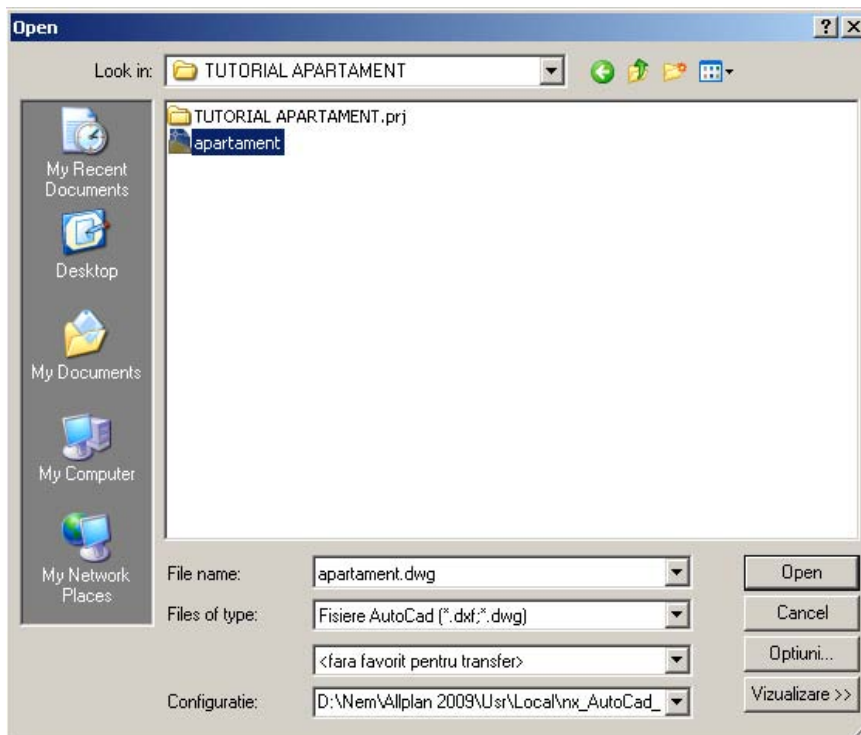 Open
Look in:
TUTORIAL APARTAMENT
TUTORIAL APARTAMENT.prj
apartament
My Recent
Documents
Desktop
My Documents
My Computer
My Network
Places
File name:
apartament.dwg
Open
Files of type:
Fisiere AutoCad (*.dxf;*.dwg)
Cancel
<fara favorit pentru transfer>
Optiuni...
Configuratie:
D:\Nem\Allplan 2009\Usr\Local\nx_AutoCad_
Vizualizare >>